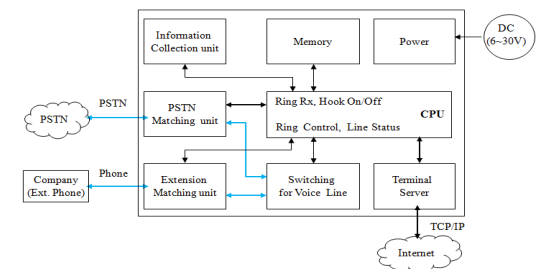 Information
Collection unit
Memory
Power
DC
(~30V)
PSTN
PSTN
PSTN
Matching unit
Ring Rx, Hook On/Off
CPU
Ring Control, Line Status
Company
(Ext. Phone)
Phone
Extension
Matching unit
Switching
for Voice Line
Terminal
Server
TCP/IP
Internet